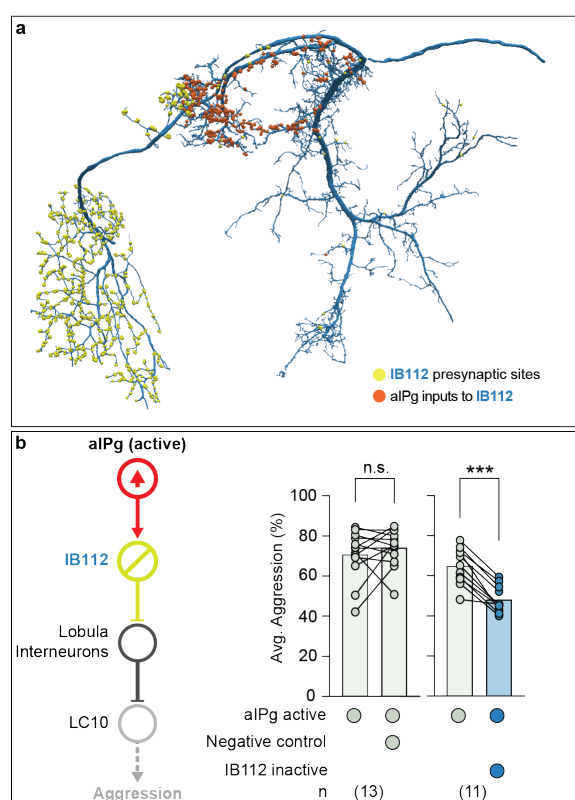 a
IB112 presynaptic sites
aIPg inputs to IB112
b
aIPg (active)
IB112
Lobula
Interneurons
LC10
Aggression
n.s.
***
Avg. Aggression (%)
100
80
60
40
20
0
aIPg active
Negative control
IB112 inactive
n (13) (11)